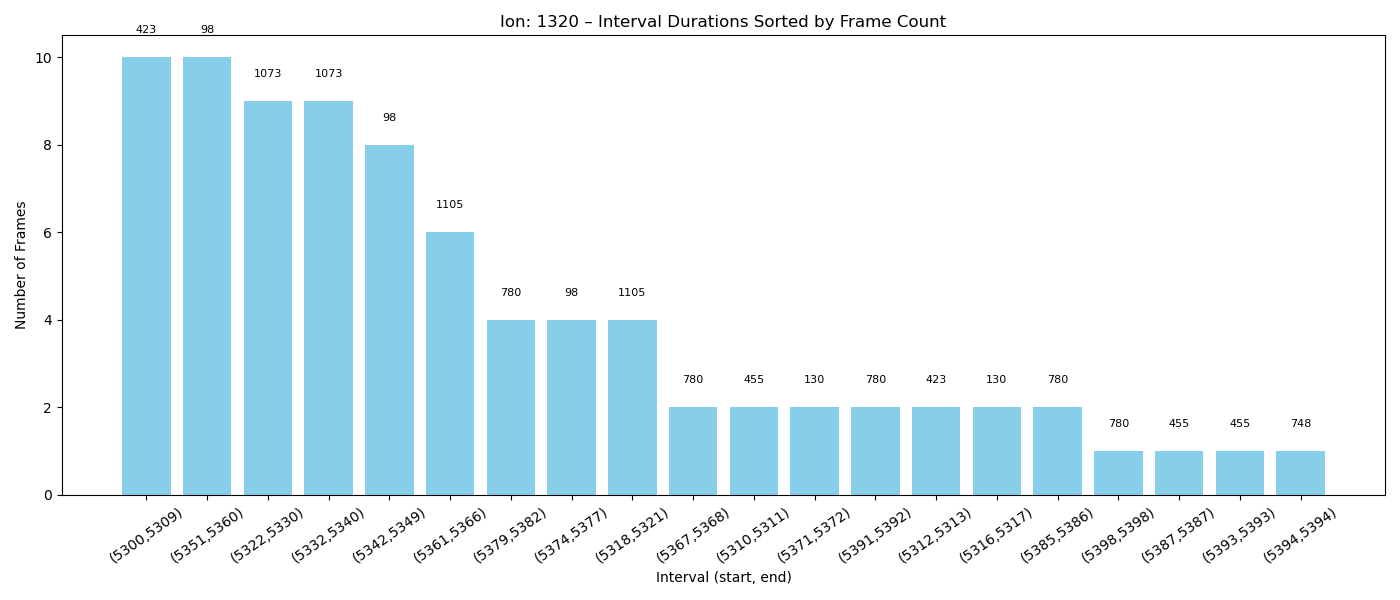 Ion: 1320 – Interval Durations Sorted by Frame Count
423 98 1073 1073 98 1105 780 98 1105 780 455 130 780 423 130 780 780 455 455 748
Number of Frames
10
8
6
4
2
0
(5300,5309) (5351,5360) (5322,5330) (5332,5340) (5342,5349) (5361,5366) (5379,5382) (5374,5377) (5318,5321) (5367,5368) (5310,5311) (5371,5372) (5391,5392) (5312,5313) (5316,5317) (5385,5386) (5398,5398) (5387,5387) (5393,5393) (5394,5394)
Interval (start, end)